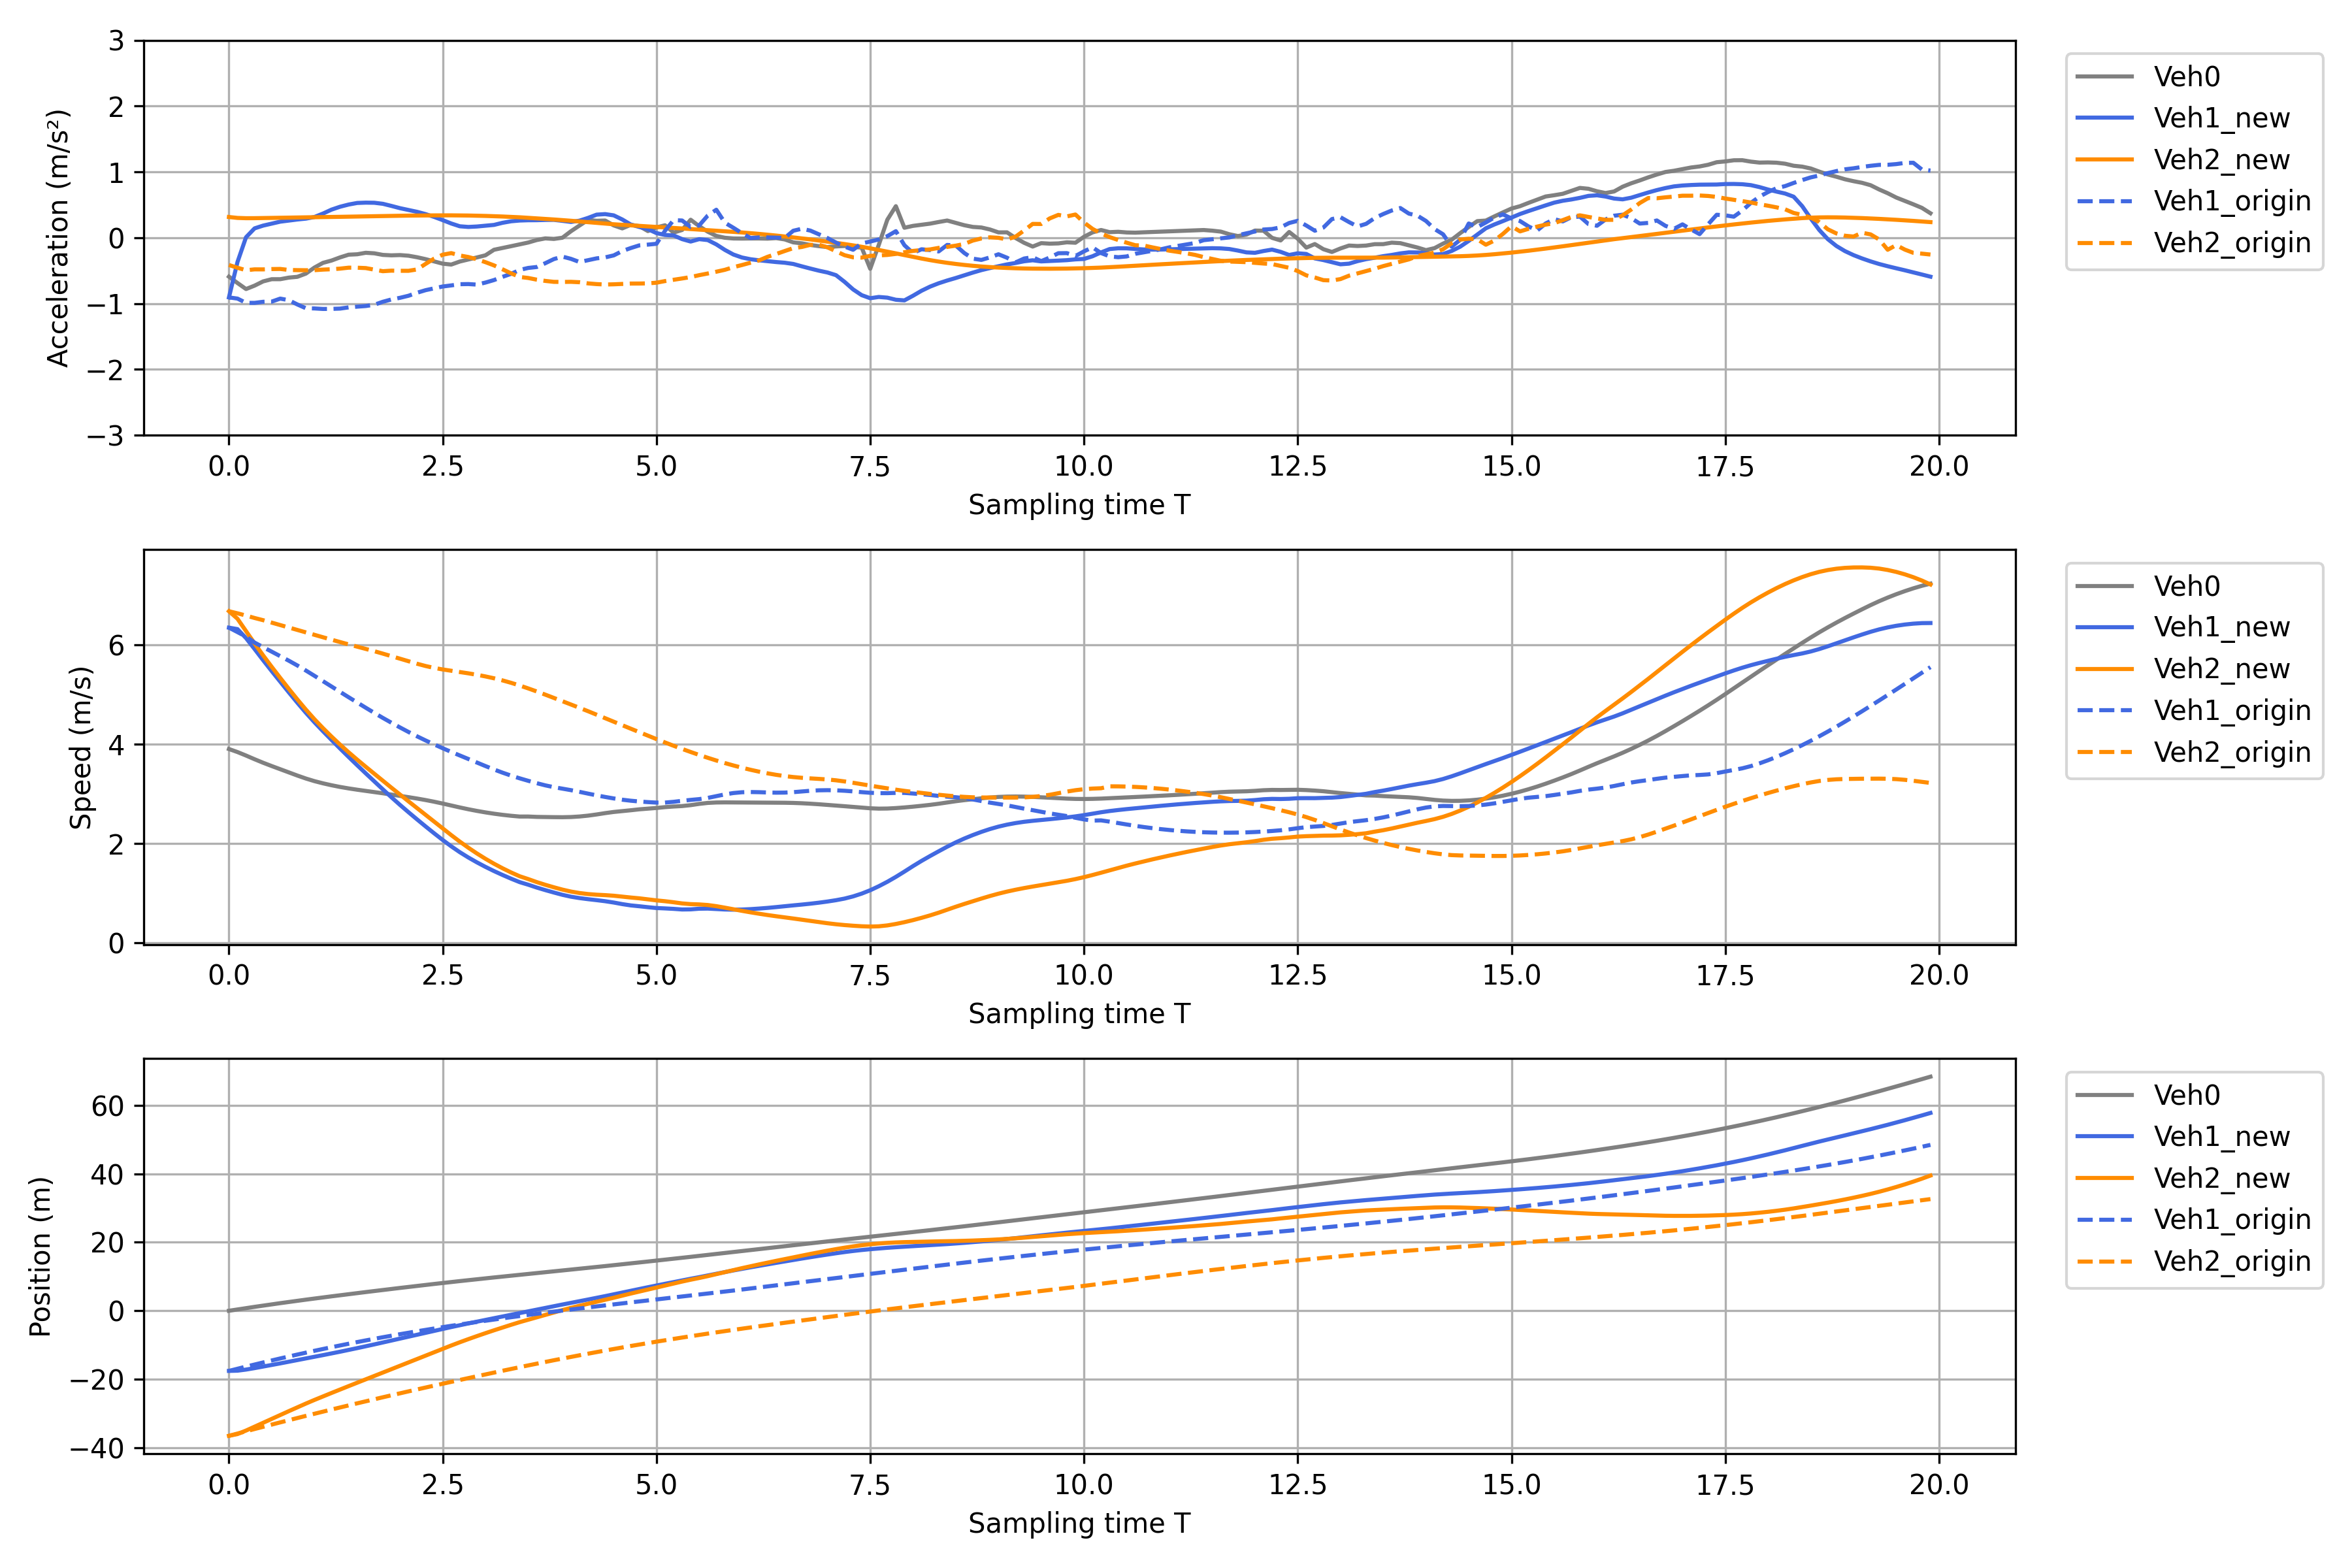 3
2
1
0
−1
−2
−3
Acceleration (m/s²)
0.0 2.5 5.0 7.5 10.0 12.5 15.0 17.5 20.0
Sampling time T
Veh0
Veh1_new
Veh2_new
Veh1_origin
Veh2_origin
6
4
2
0
Speed (m/s)
0.0 2.5 5.0 7.5 10.0 12.5 15.0 17.5 20.0
Sampling time T
Veh0
Veh1_new
Veh2_new
Veh1_origin
Veh2_origin
60
40
20
0
−20
−40
Position (m)
0.0 2.5 5.0 7.5 10.0 12.5 15.0 17.5 20.0
Sampling time T
Veh0
Veh1_new
Veh2_new
Veh1_origin
Veh2_origin